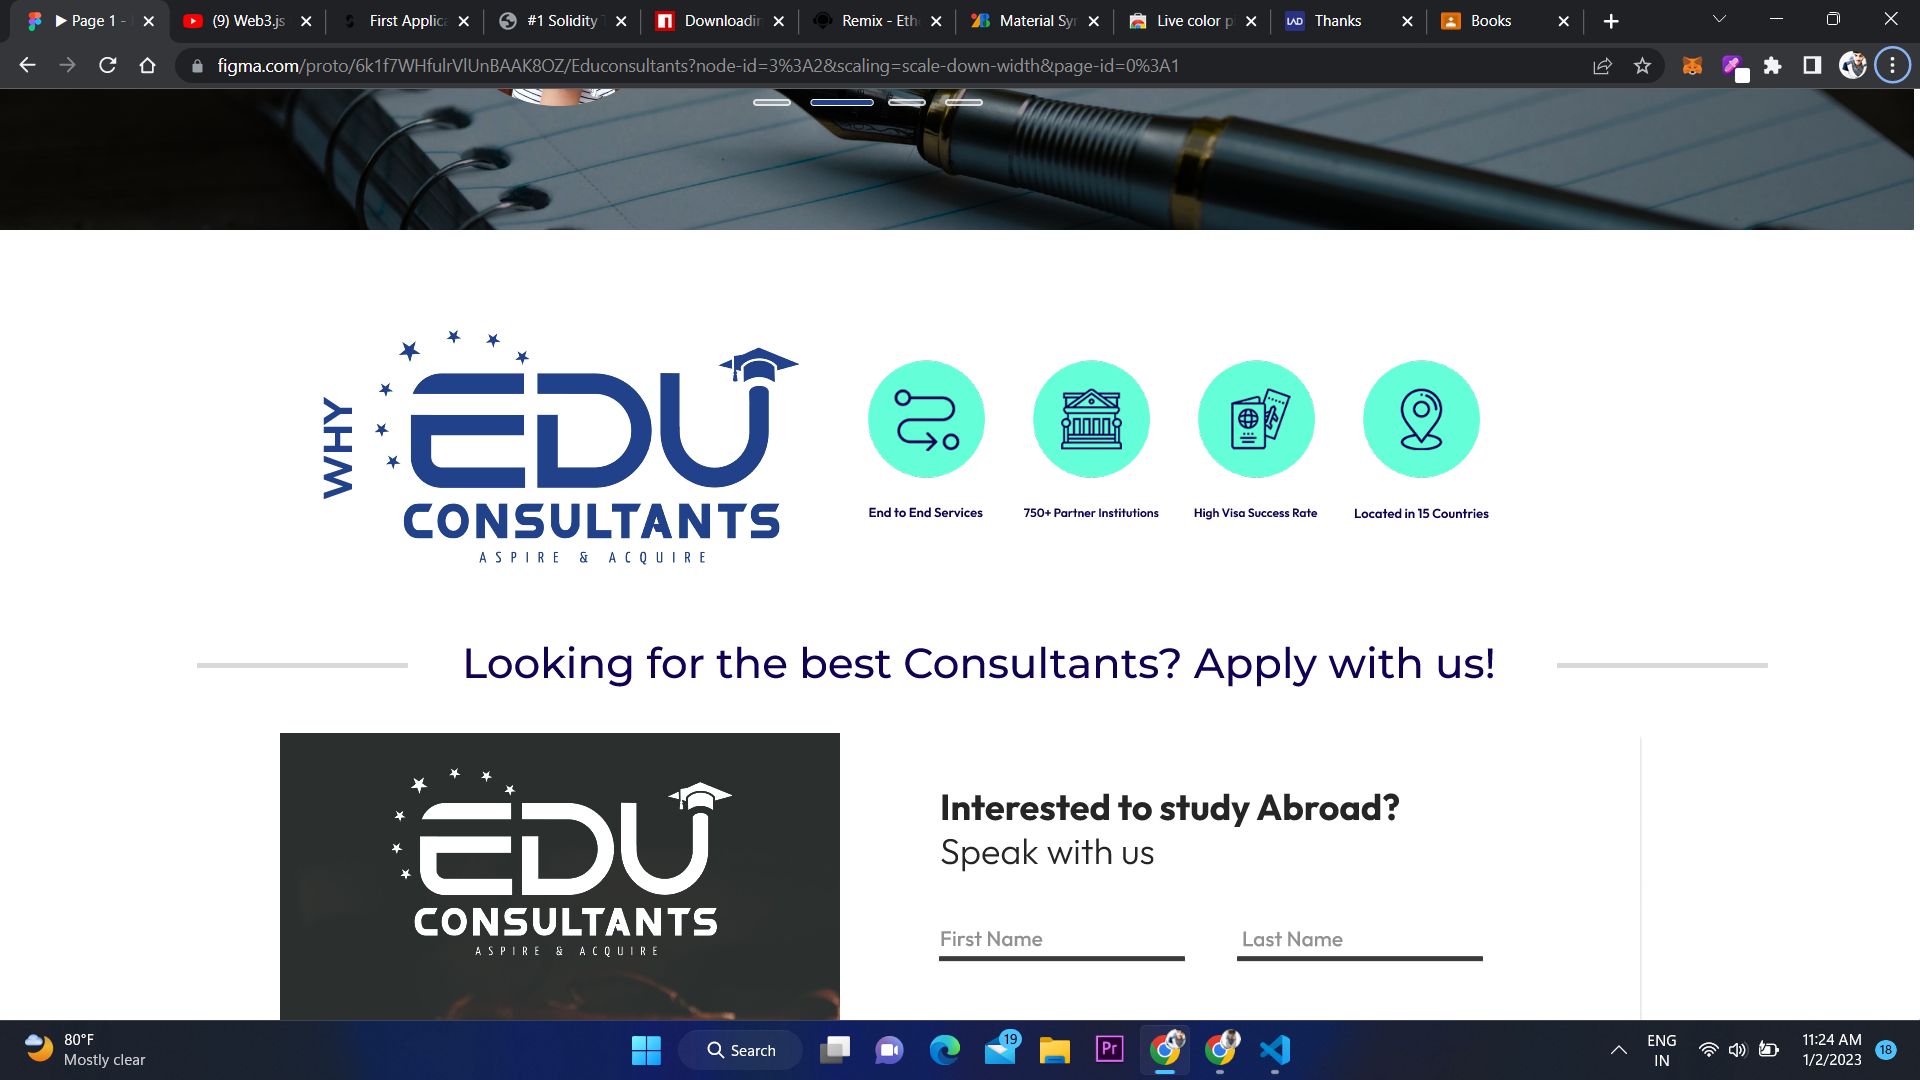 Page 1 -
(9) Web3.js
First Applica
#1 Solidity T
Downloadin
Remix - Eth
Material Sy
Live color p
LAD
Thanks
Books
figma.com/proto/6k1f7WHfulrVlUnBAAK8OZ/Educonsultants?node-id=3%3A2&scaling=scale-down-width&page-id=0%3A1
WHY
EDU
CONSULTANTS
ASPIRE & ACQUIRE
End to End Services
750+ Partner Institutions
High Visa Success Rate
Located in 15 Countries
Looking for the best Consultants? Apply with us!
EDU
CONSULTANTS
ASPIRE & ACQUIRE
Interested to study Abroad?
Speak with us
First Name
Last Name
80°F
Mostly clear
Search
19
Pr
ENG
IN
11:24 AM
1/2/2023
18